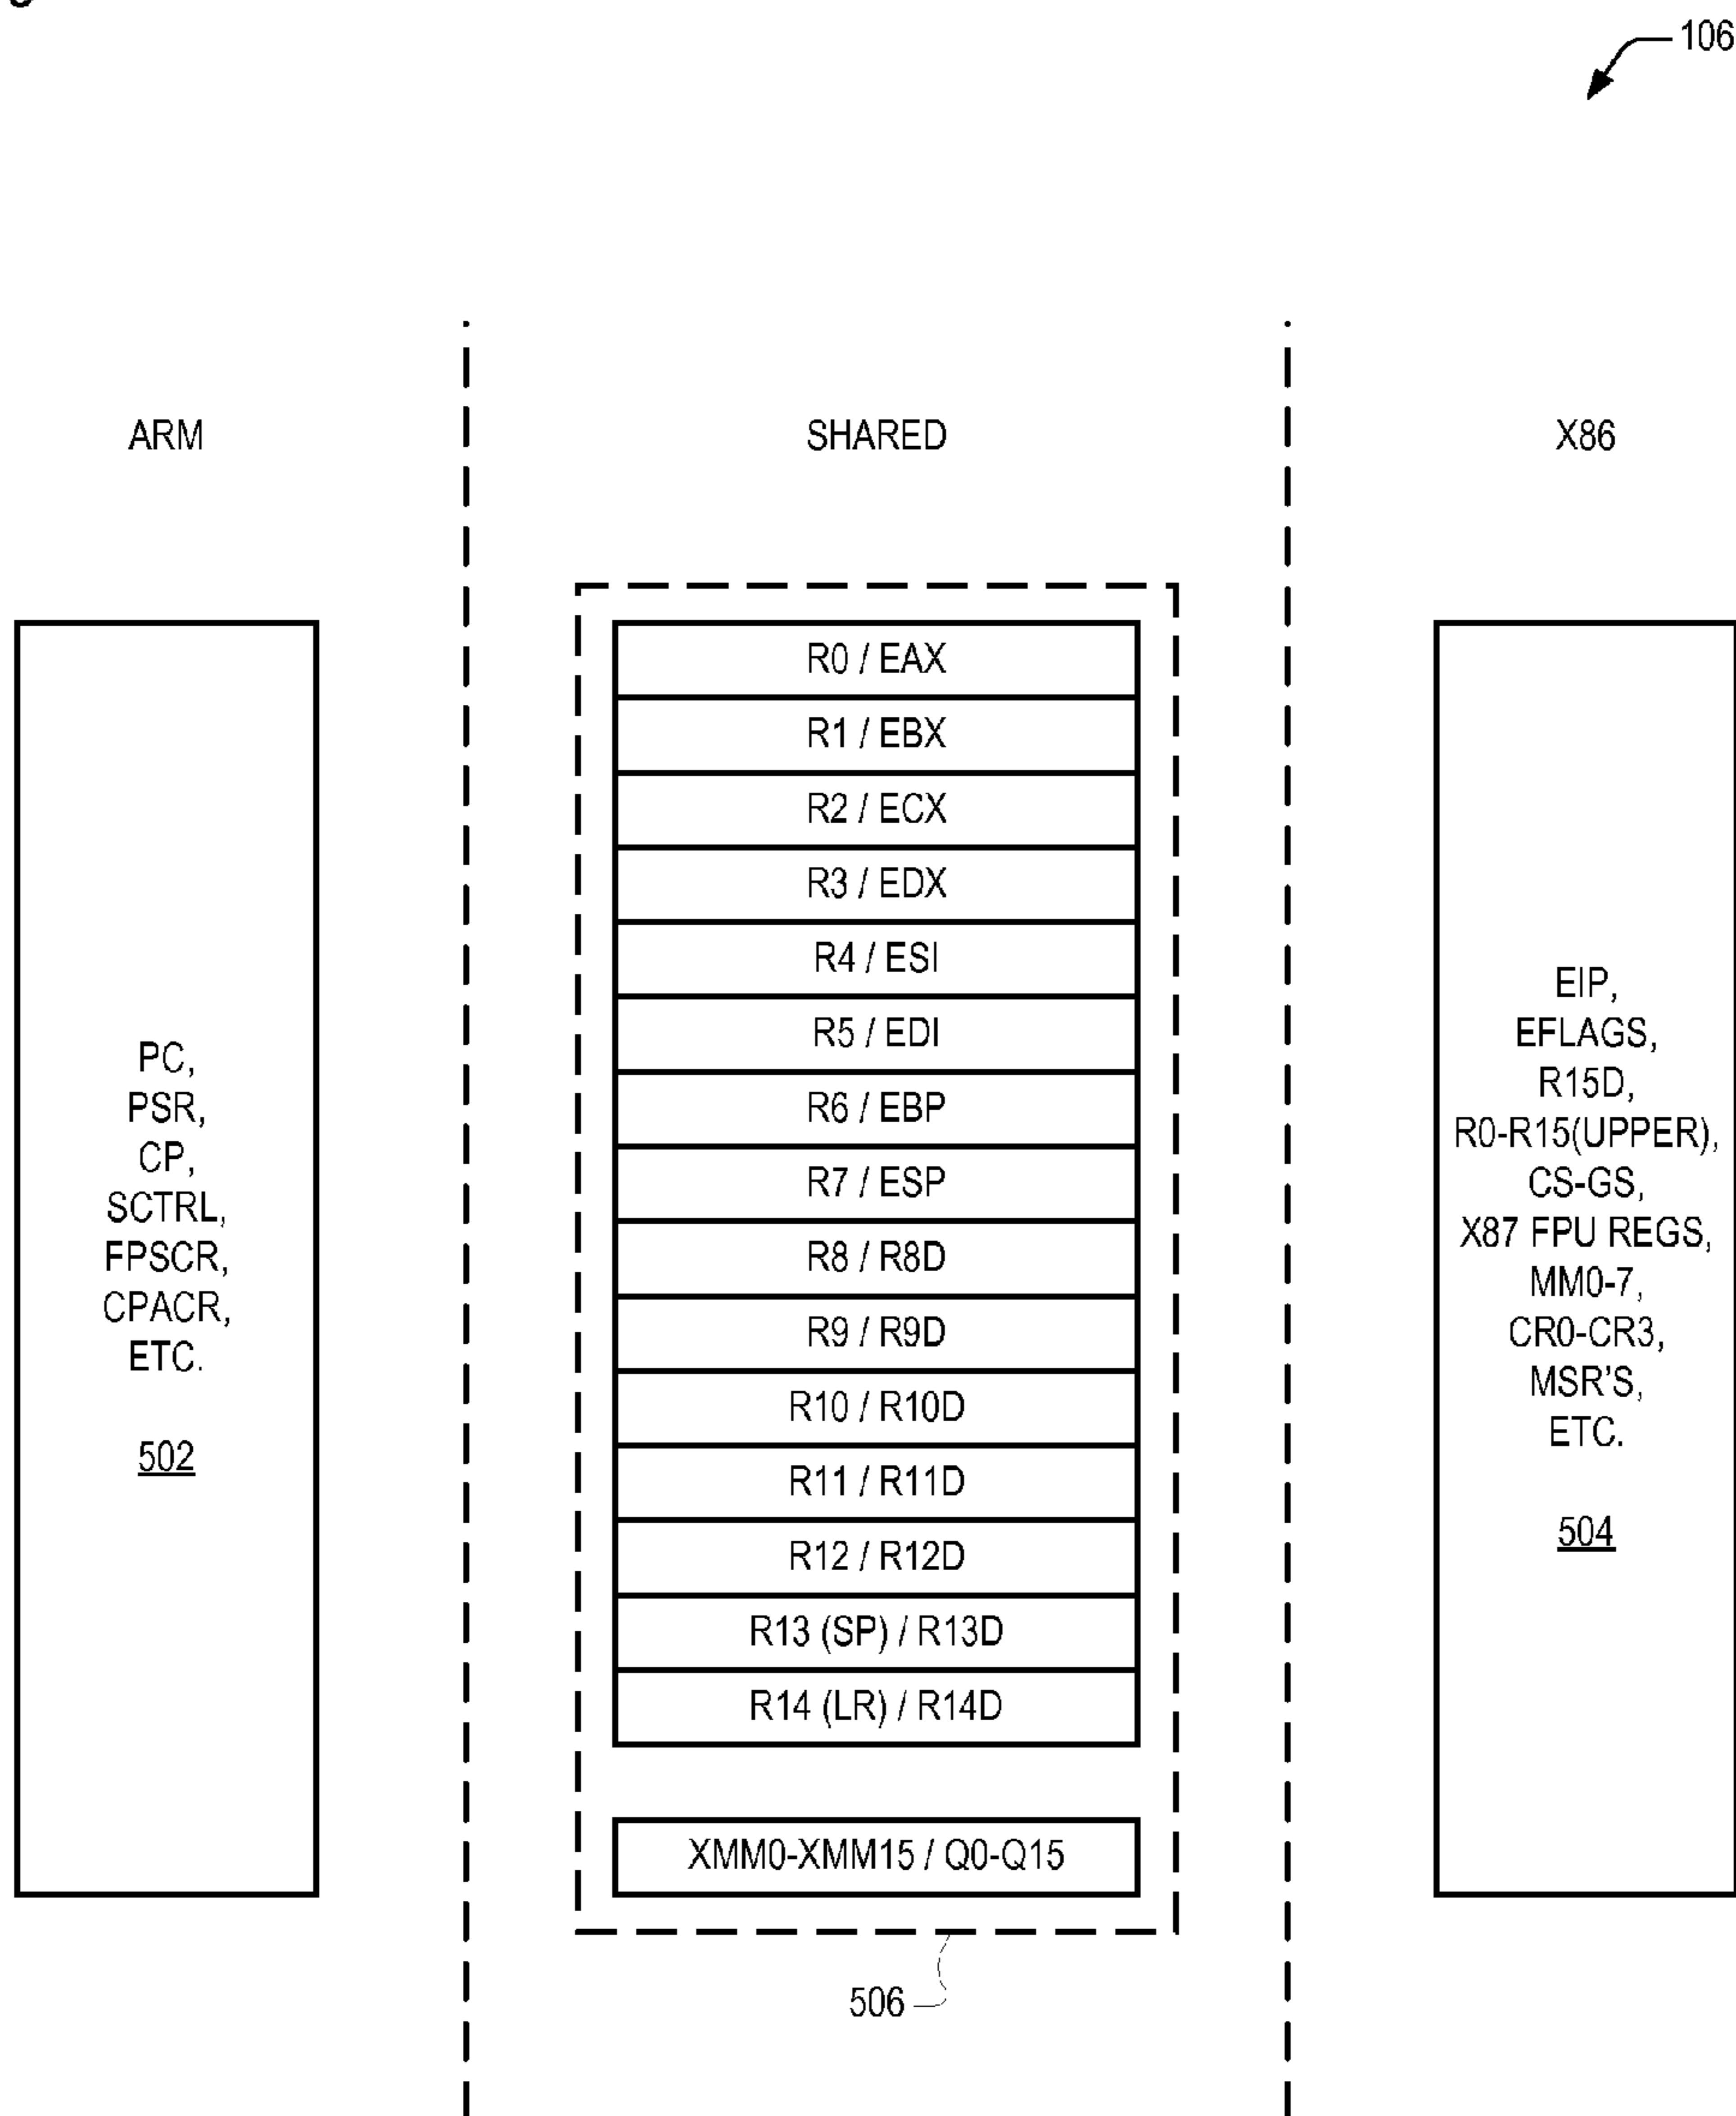 106
ARM
SHARED
X86
R0 / EAX
R1 / EBX
R2 / ECX
R3 / EDX
R4 / ESI
R5 / EDI
R6 / EBP
R7 / ESP
R8 / R8D
R9 / R9D
R10 / R10D
R11 / R11D
R12 / R12D
R13 (SP) / R13D
R14 (LR) / R14D
XMM0-XMM15 / Q0-Q15
506
PC,
PSR,
CP,
SCTRL,
FPSCR,
CPACR,
ETC.
502
EIP,
EFLAGS,
R15D,
R0-R15(UPPER),
CS-GS,
X87 FPU REGS,
MM0-7,
CR0-CR3,
MSR'S,
ETC.
504